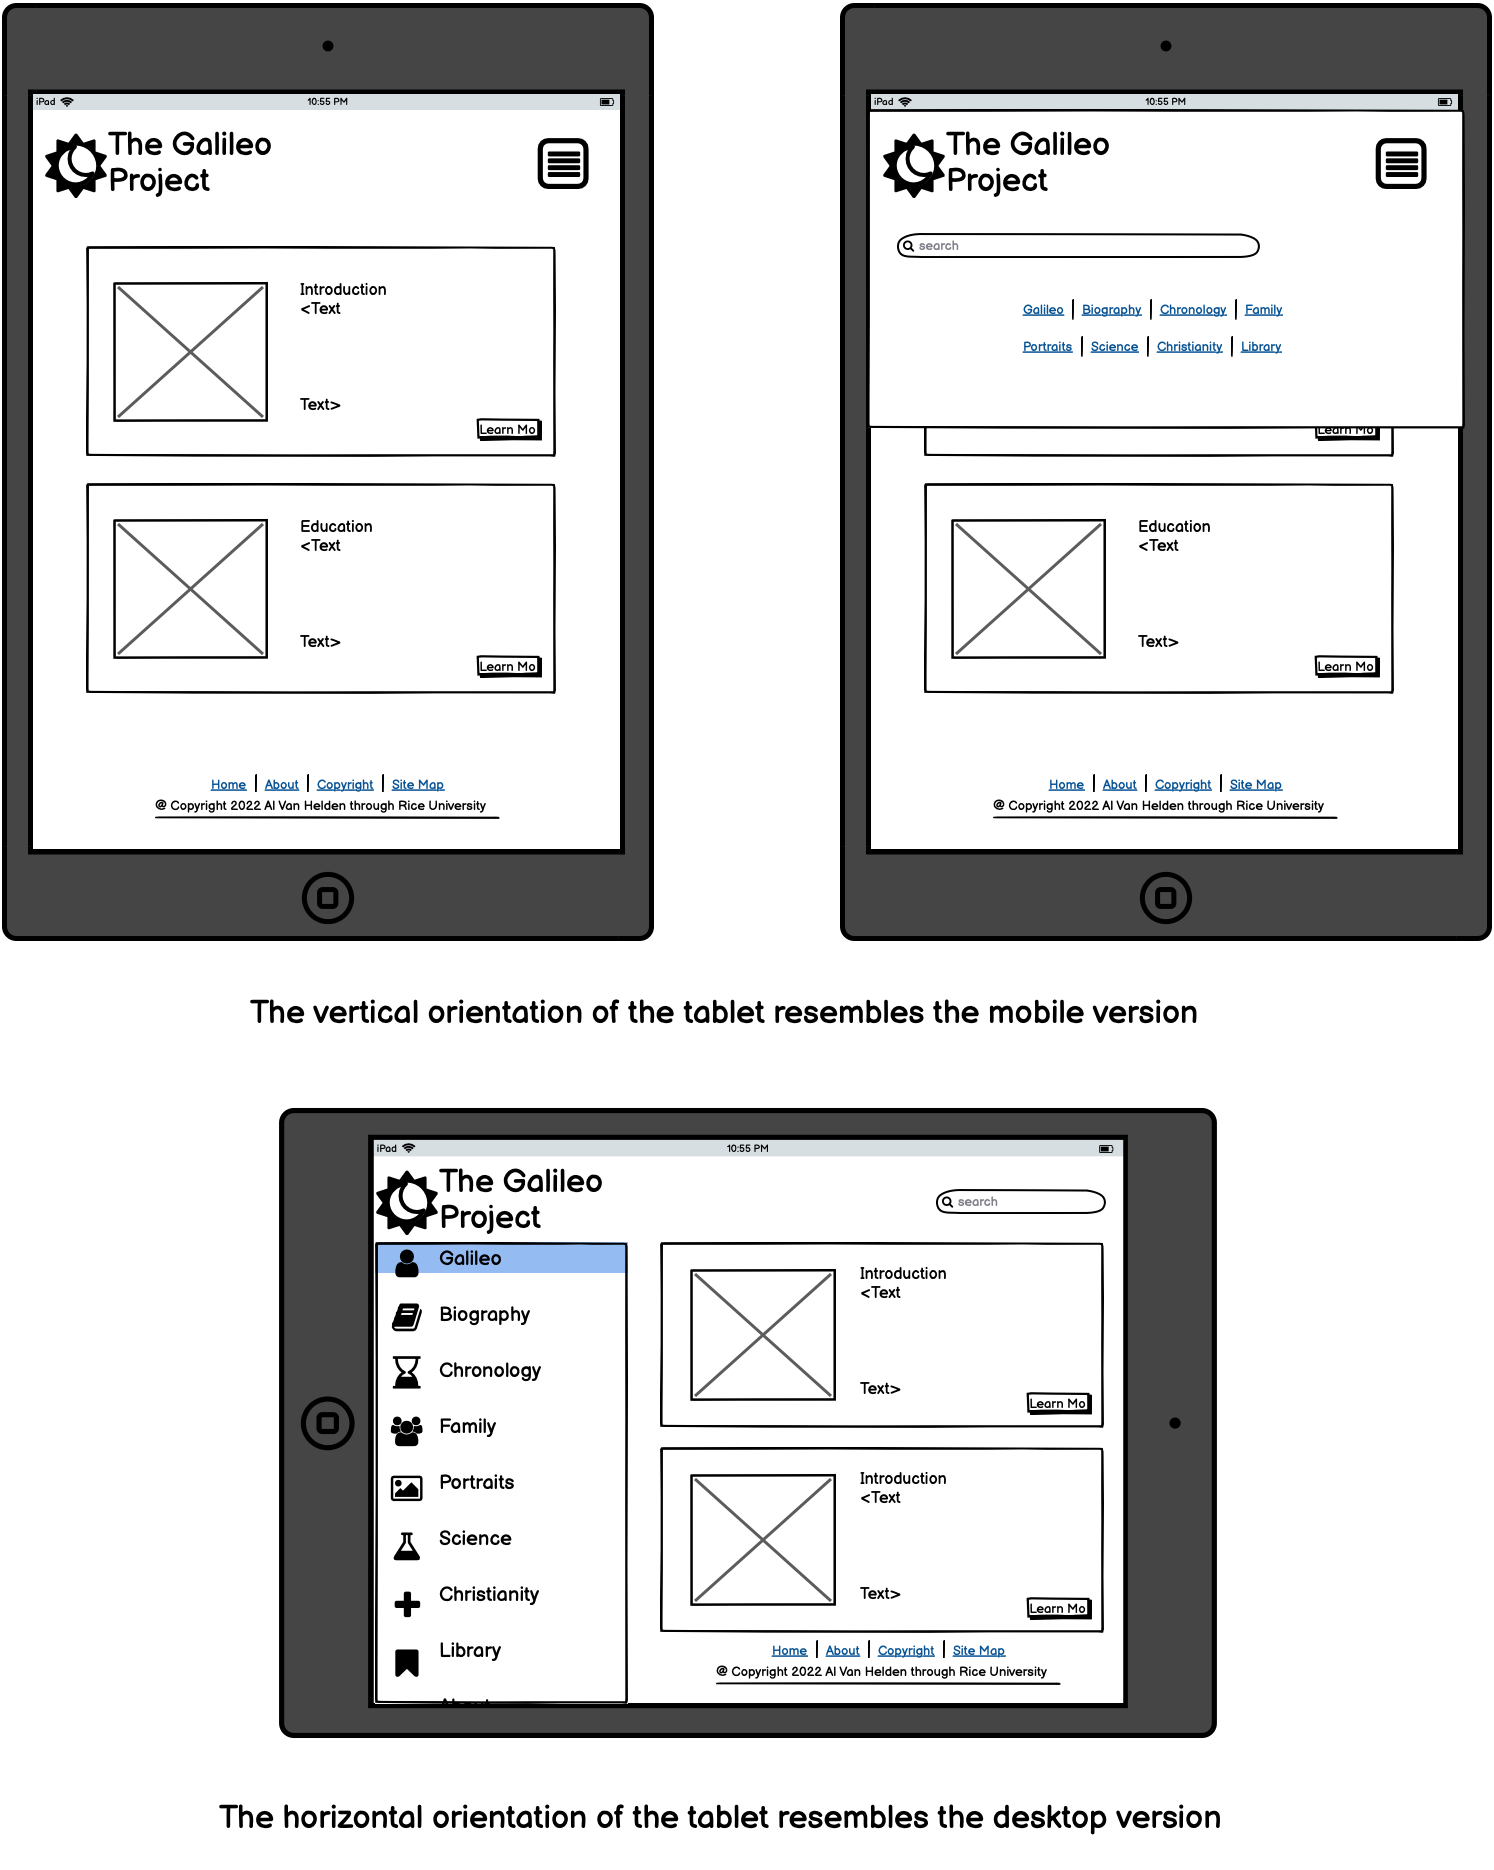 iPad 10:55 PM
The Galileo
Project
Introduction
<Text
Text>
Learn Mo
Education
<Text
Text>
Learn Mo
Home About Copyright Site Map
@ Copyright 2022 Al Van Helden through Rice University
iPad 10:55 PM
The Galileo
Project
search
Galileo Biography Chronology Family
Portraits Science Christianity Library
Learn Mo
Education
<Text
Text>
Learn Mo
Home About Copyright Site Map
@ Copyright 2022 Al Van Helden through Rice University
The vertical orientation of the tablet resembles the mobile version
iPad 10:55 PM
The Galileo
Project
search
Galileo
Biography
Chronology
Family
Portraits
Science
Christianity
Library
Introduction
<Text
Text>
Learn Mo
Introduction
<Text
Text>
Learn Mo
Home About Copyright Site Map
@ Copyright 2022 Al Van Helden through Rice University
The horizontal orientation of the tablet resembles the desktop version